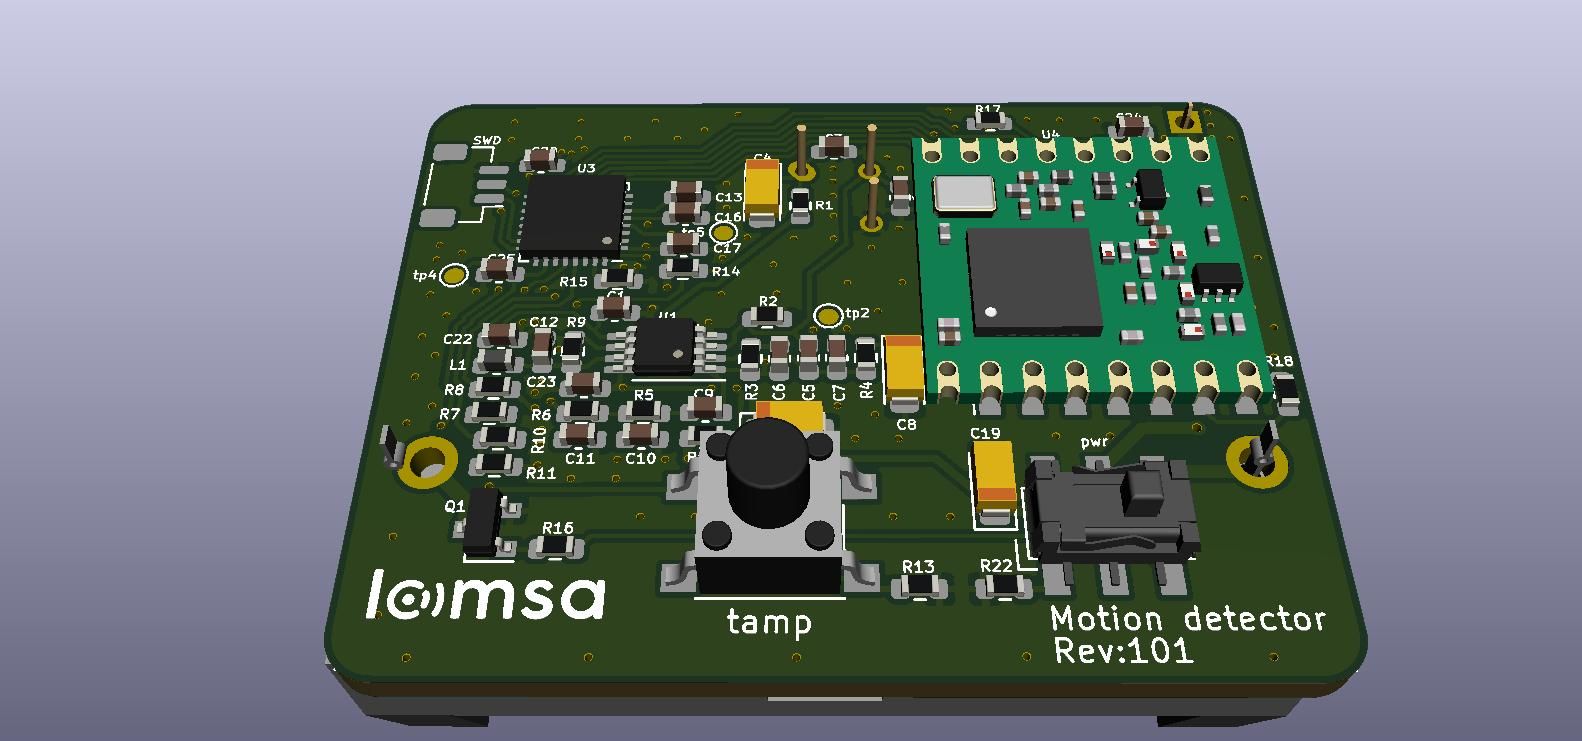 R17
U4
SWD
U3
C13
R1
C16
C17
tp4
R14
R15
R2
tp2
C12
R9
C22
L1
R18
C23
R8
R3
C6
C5
C7
R4
R7
R6
R5
C9
C8
R10
C11
C10
R11
C19
pwr
Q1
R16
R13
R22
lomsa
tamp
Motion detector
Rev:101